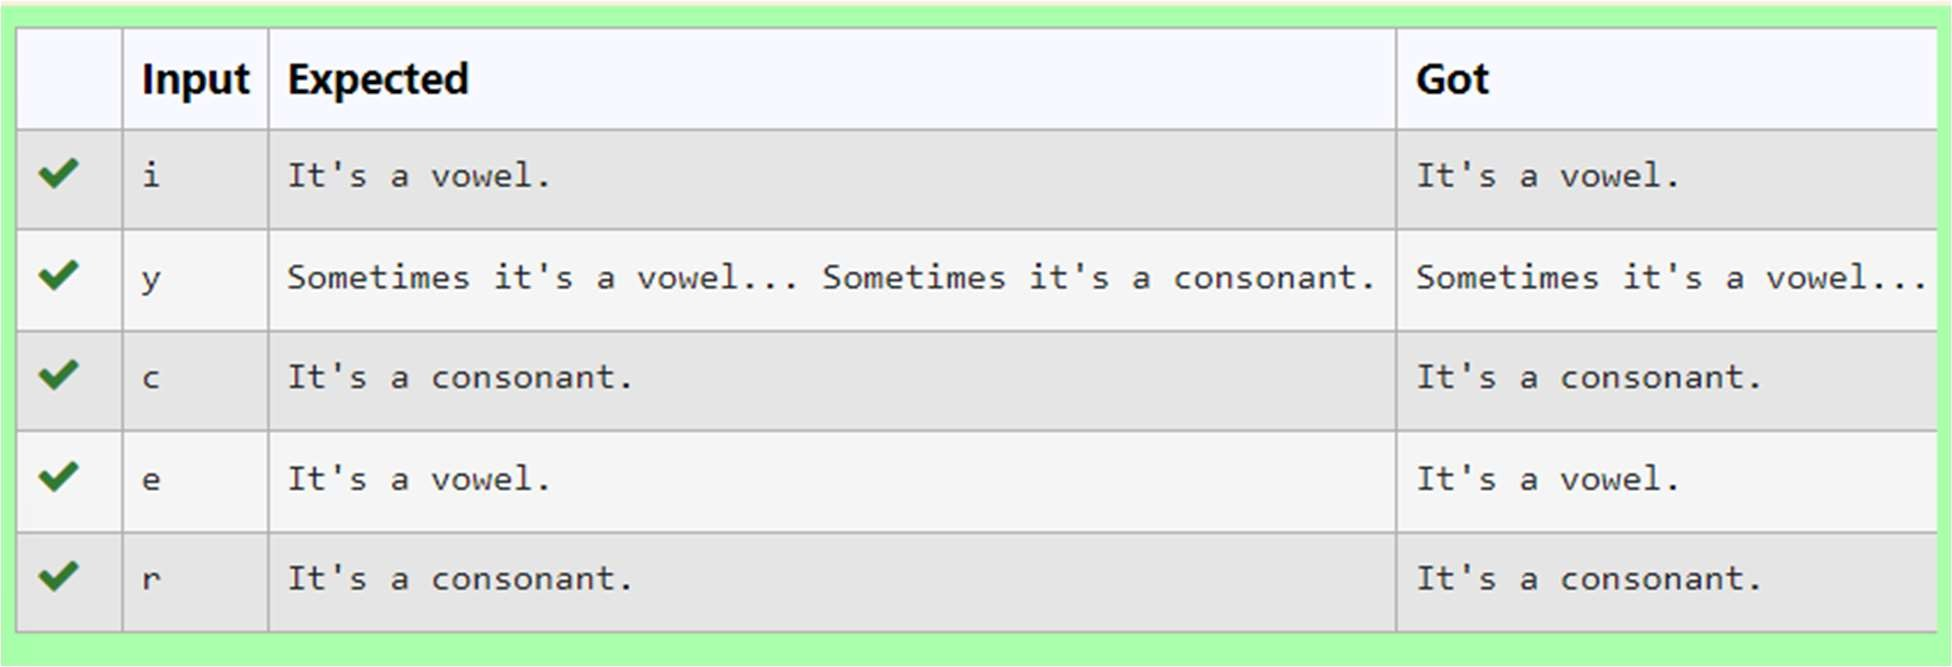 Input Expected Got
i It's a vowel. It's a vowel.
y Sometimes it's a vowel... Sometimes it's a consonant. Sometimes it's a vowel...
c It's a consonant. It's a consonant.
e It's a vowel. It's a vowel.
r It's a consonant. It's a consonant.